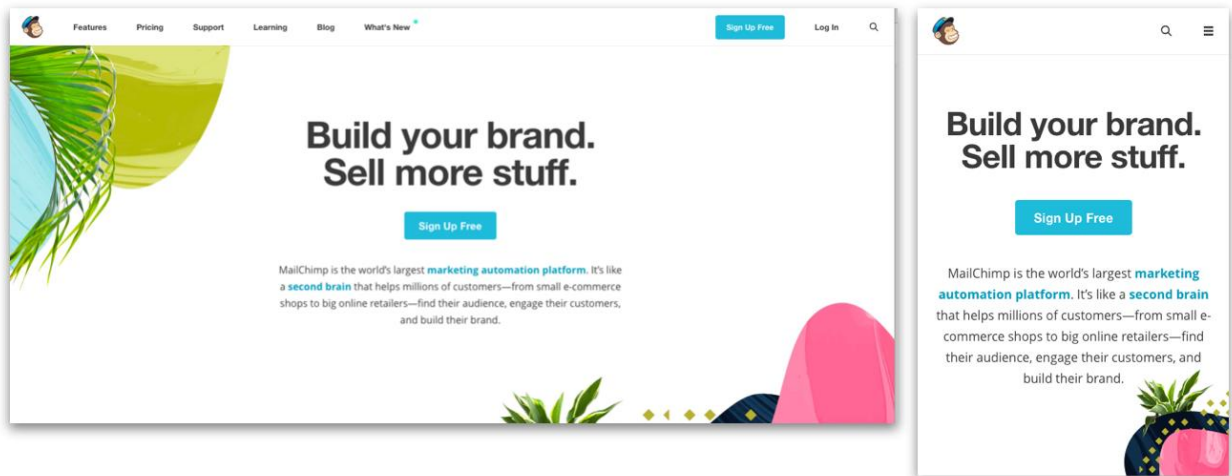 Features Pricing Support Learning Blog What's New Sign Up Free Log In
Build your brand.
Sell more stuff.
Sign Up Free
MailChimp is the world's largest marketing automation platform. It's like
a second brain that helps millions of customers—from small e-commerce
shops to big online retailers—find their audience, engage their customers,
and build their brand.
Build your brand.
Sell more stuff.
Sign Up Free
MailChimp is the world's largest marketing
automation platform. It's like a second brain
that helps millions of customers—from small e-
commerce shops to big online retailers—find
their audience, engage their customers, and
build their brand.